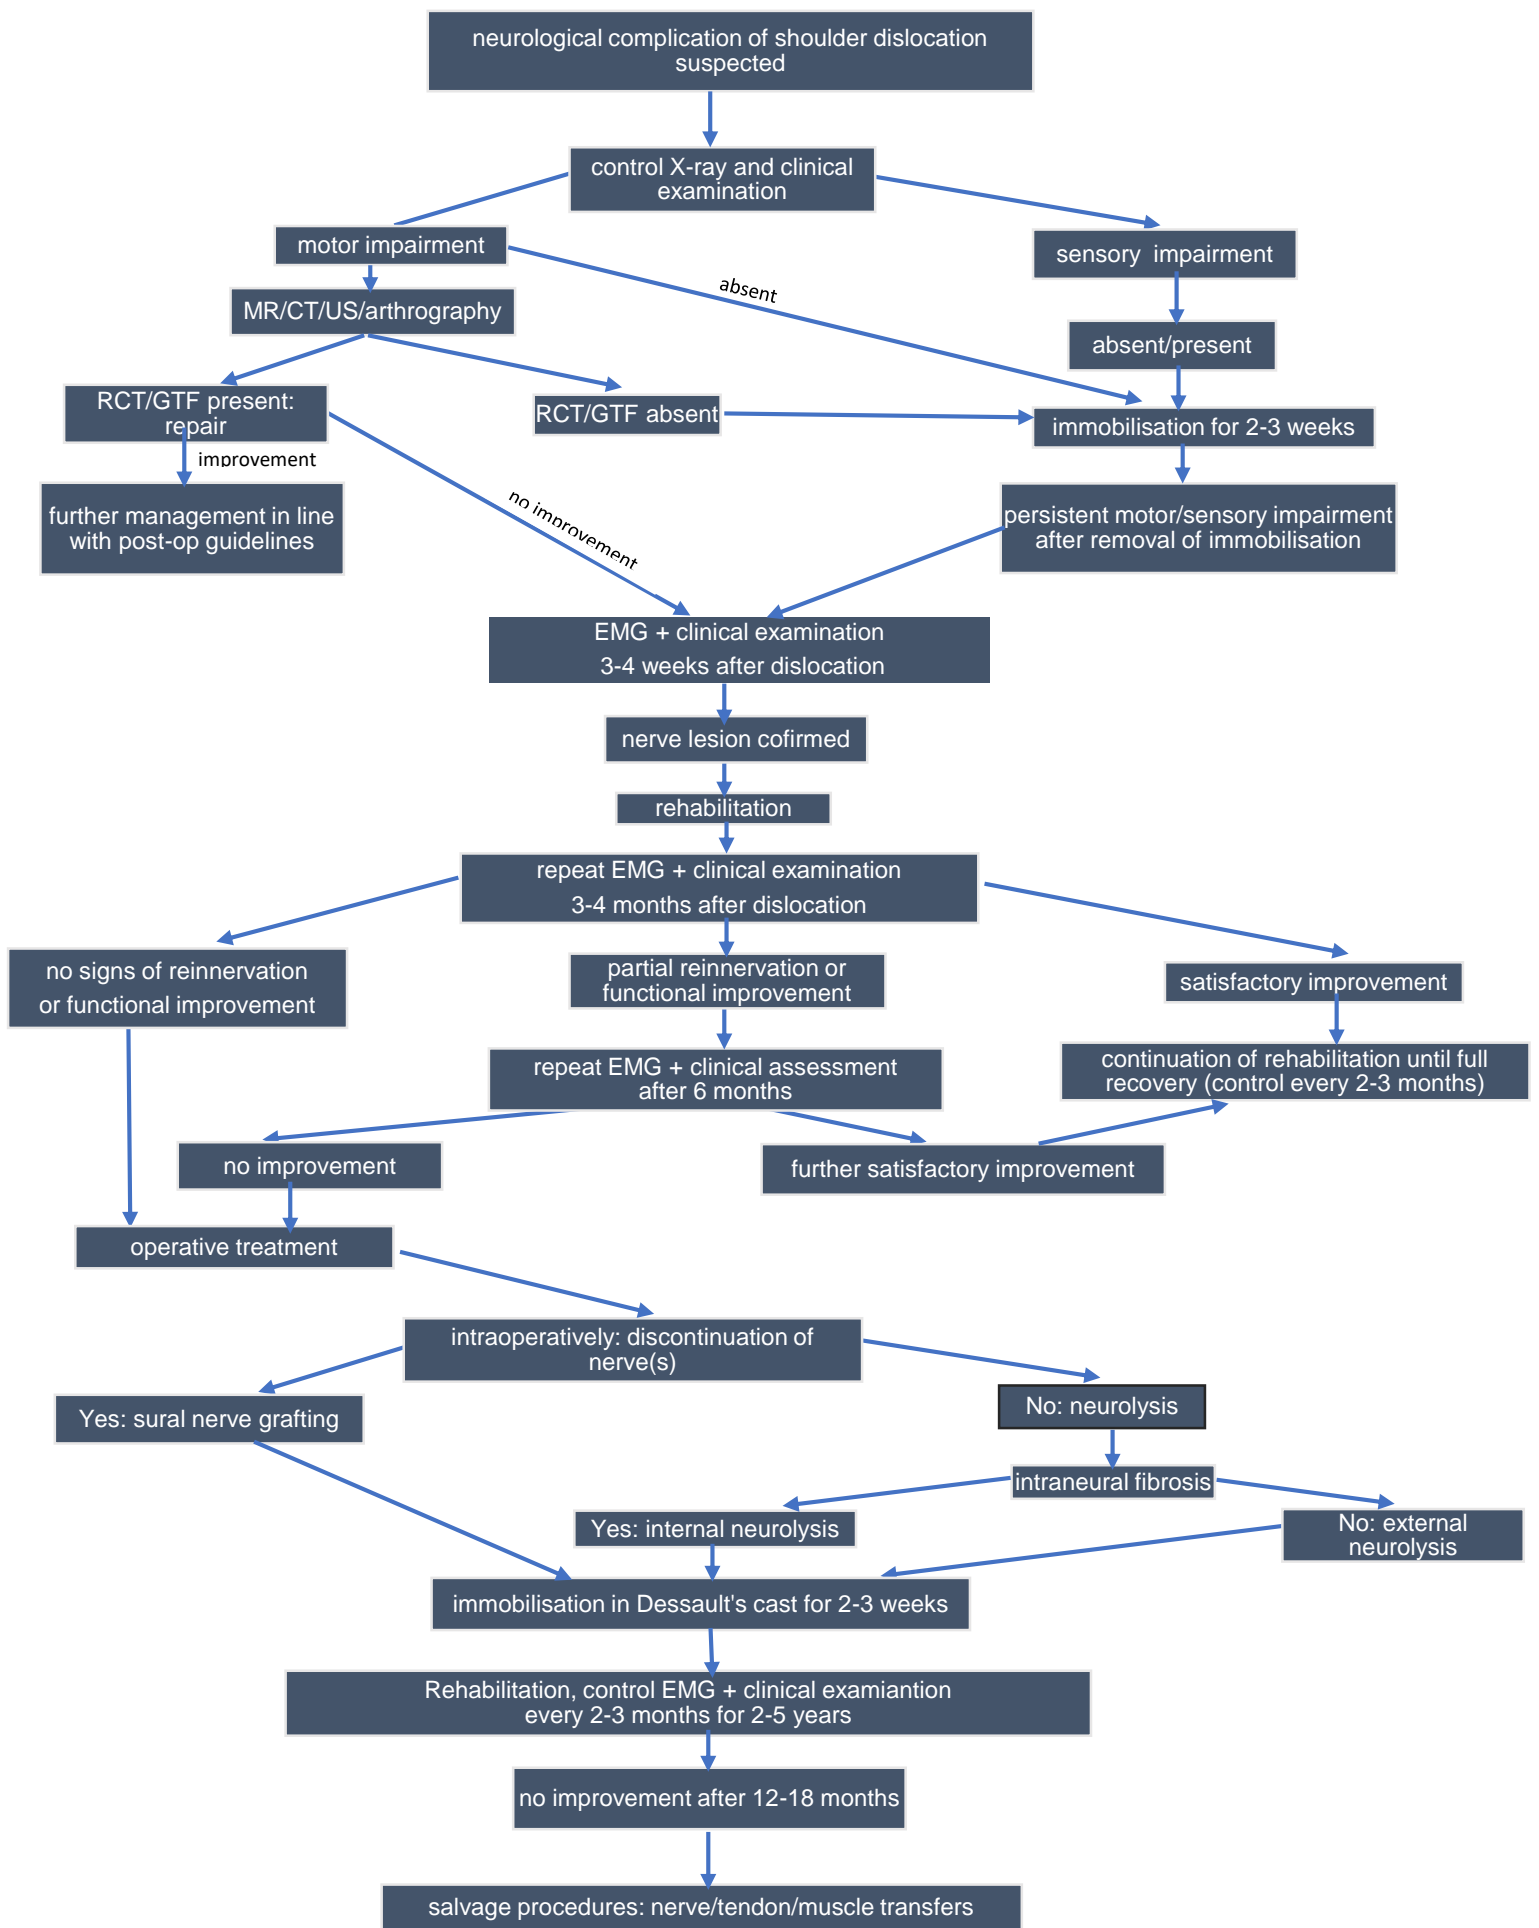 neurological complication of shoulder dislocation
suspected
control X-ray and clinical
examination
motor impairment
sensory impairment
absent
MR/CT/US/arthrography
absent/present
RCT/GTF present:
repair
RCT/GTF absent
immobilisation for 2-3 weeks
improvement
no improvement
further management in line
with post-op guidelines
persistent motor/sensory impairment
after removal of immobilisation
EMG + clinical examination
3-4 weeks after dislocation
nerve lesion cofirmed
rehabilitation
repeat EMG + clinical examination
3-4 months after dislocation
no signs of reinnervation
or functional improvement
partial reinnervation or
functional improvement
satisfactory improvement
repeat EMG + clinical assessment
after 6 months
continuation of rehabilitation until full
recovery (control every 2-3 months)
no improvement
further satisfactory improvement
operative treatment
intraoperatively: discontinuation of
nerve(s)
Yes: sural nerve grafting
No: neurolysis
intraneural fibrosis
Yes: internal neurolysis
No: external
neurolysis
immobilisation in Dessault's cast for 2-3 weeks
Rehabilitation, control EMG + clinical examiantion
every 2-3 months for 2-5 years
no improvement after 12-18 months
salvage procedures: nerve/tendon/muscle transfers